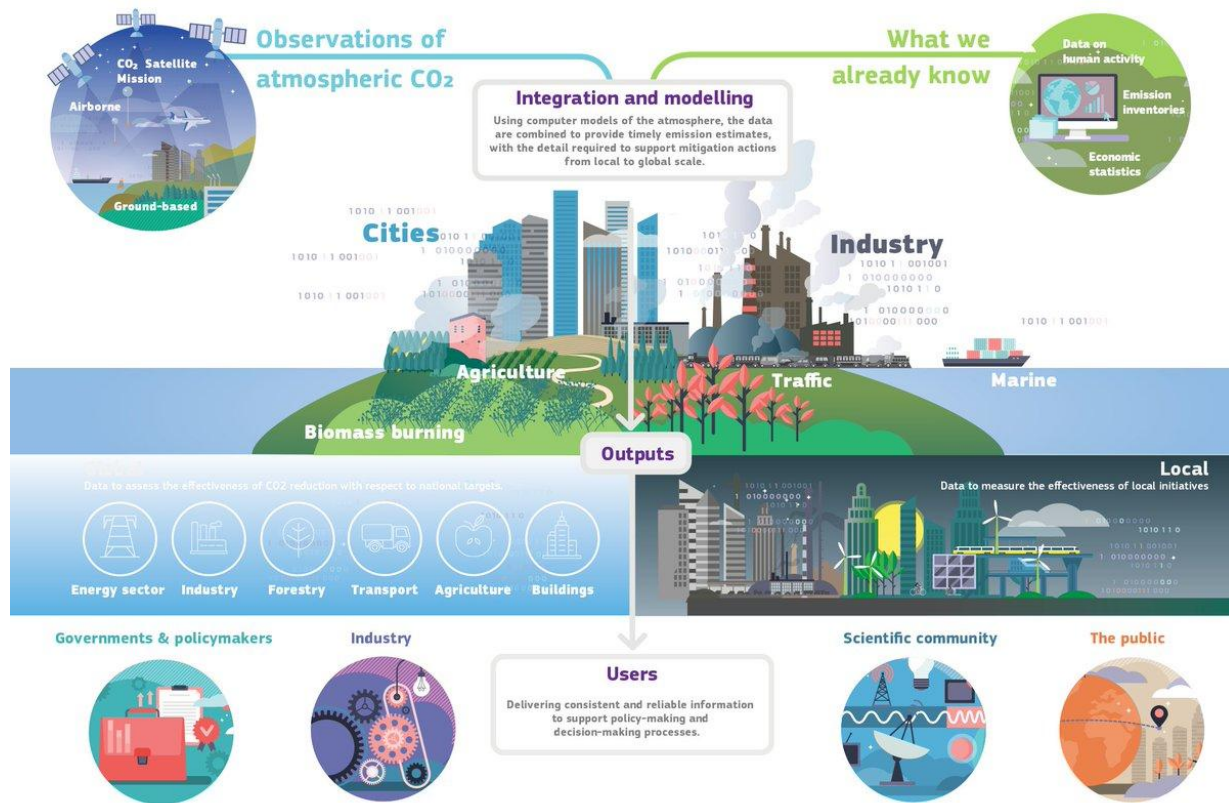 Observations of
atmospheric CO₂
CO₂ Satellite
Mission
Airborne
Ground-based
What we
already know
Data on
human activity
Emission
inventories
Economic
statistics
Integration and modelling
Using computer models of the atmosphere, the data
are combined to provide timely emission estimates,
with the detail required to support mitigation actions
from local to global scale.
Cities
Industry
Agriculture
Traffic
Marine
Biomass burning
Outputs
Data to assess the effectiveness of CO2 reduction with respect to national targets.
Energy sector
Industry
Forestry
Transport
Agriculture
Buildings
Local
Data to measure the effectiveness of local initiatives
Governments & policymakers
Industry
Users
Delivering consistent and reliable information
to support policy-making and
decision-making processes.
Scientific community
The public